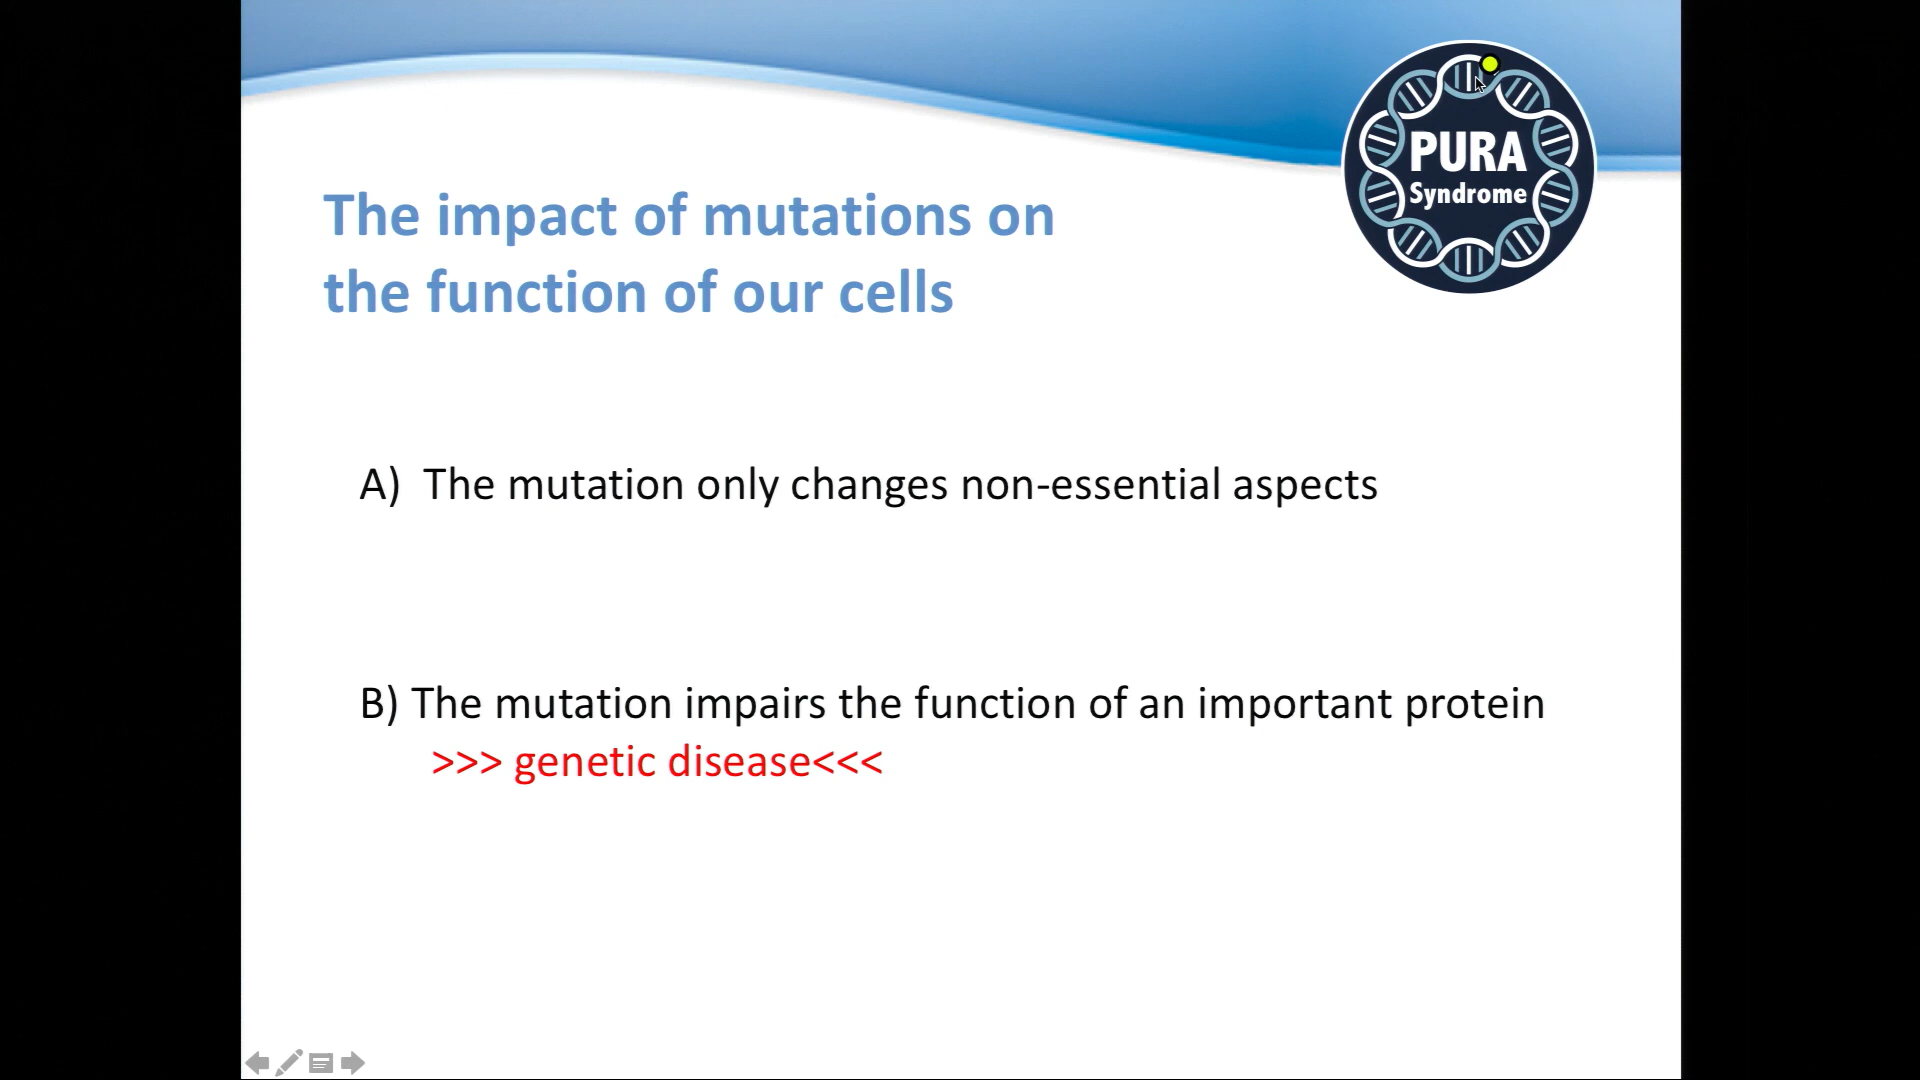 PURA
Syndrome
The impact of mutations on
the function of our cells
A) The mutation only changes non-essential aspects
B) The mutation impairs the function of an important protein
>>> genetic disease<<<